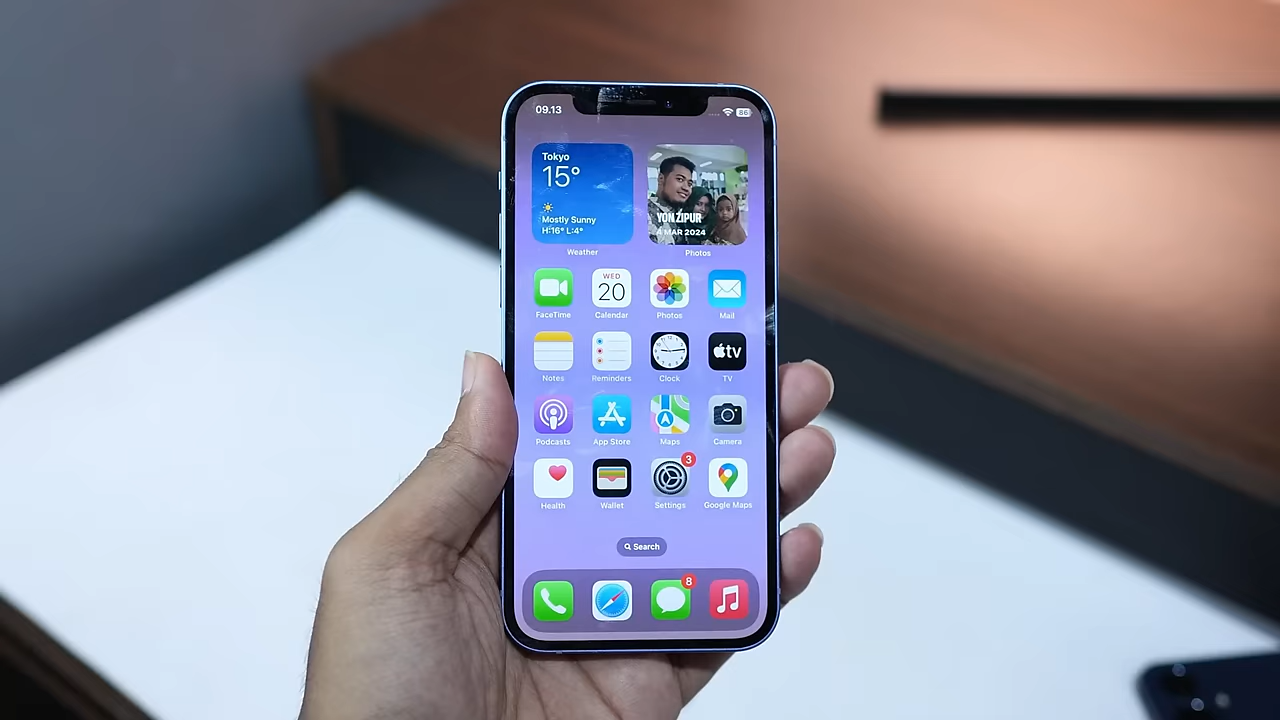 09.13
86
Tokyo
15°
Mostly Sunny
H:16° L:4°
YON ZIPUR
4 MAR 2024
Weather
Photos
WED
20
FaceTime
Calendar
Photos
Mail
tv
Notes
Reminders
Clock
TV
Podcasts
App Store
Maps
Camera
3
Health
Wallet
Settings
Google Maps
Search
8